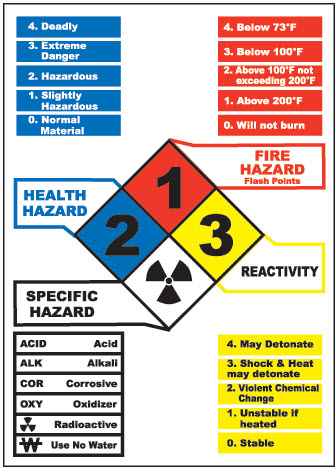 4. Deadly
3. Extreme
Danger
2. Hazardous
1. Slightly
Hazardous
0. Normal
Material
4. Below 73°F
3. Below 100°F
2. Above 100°F not
exceeding 200°F
1. Above 200°F
0. Will not burn
FIRE
HAZARD
Flash Points
HEALTH
HAZARD
1
2
3
REACTIVITY
SPECIFIC
HAZARD
ACID Acid
ALK Alkali
COR Corrosive
OXY Oxidizer
Radioactive
W Use No Water
4. May Detonate
3. Shock & Heat
may detonate
2. Violent Chemical
Change
1. Unstable if
heated
0. Stable